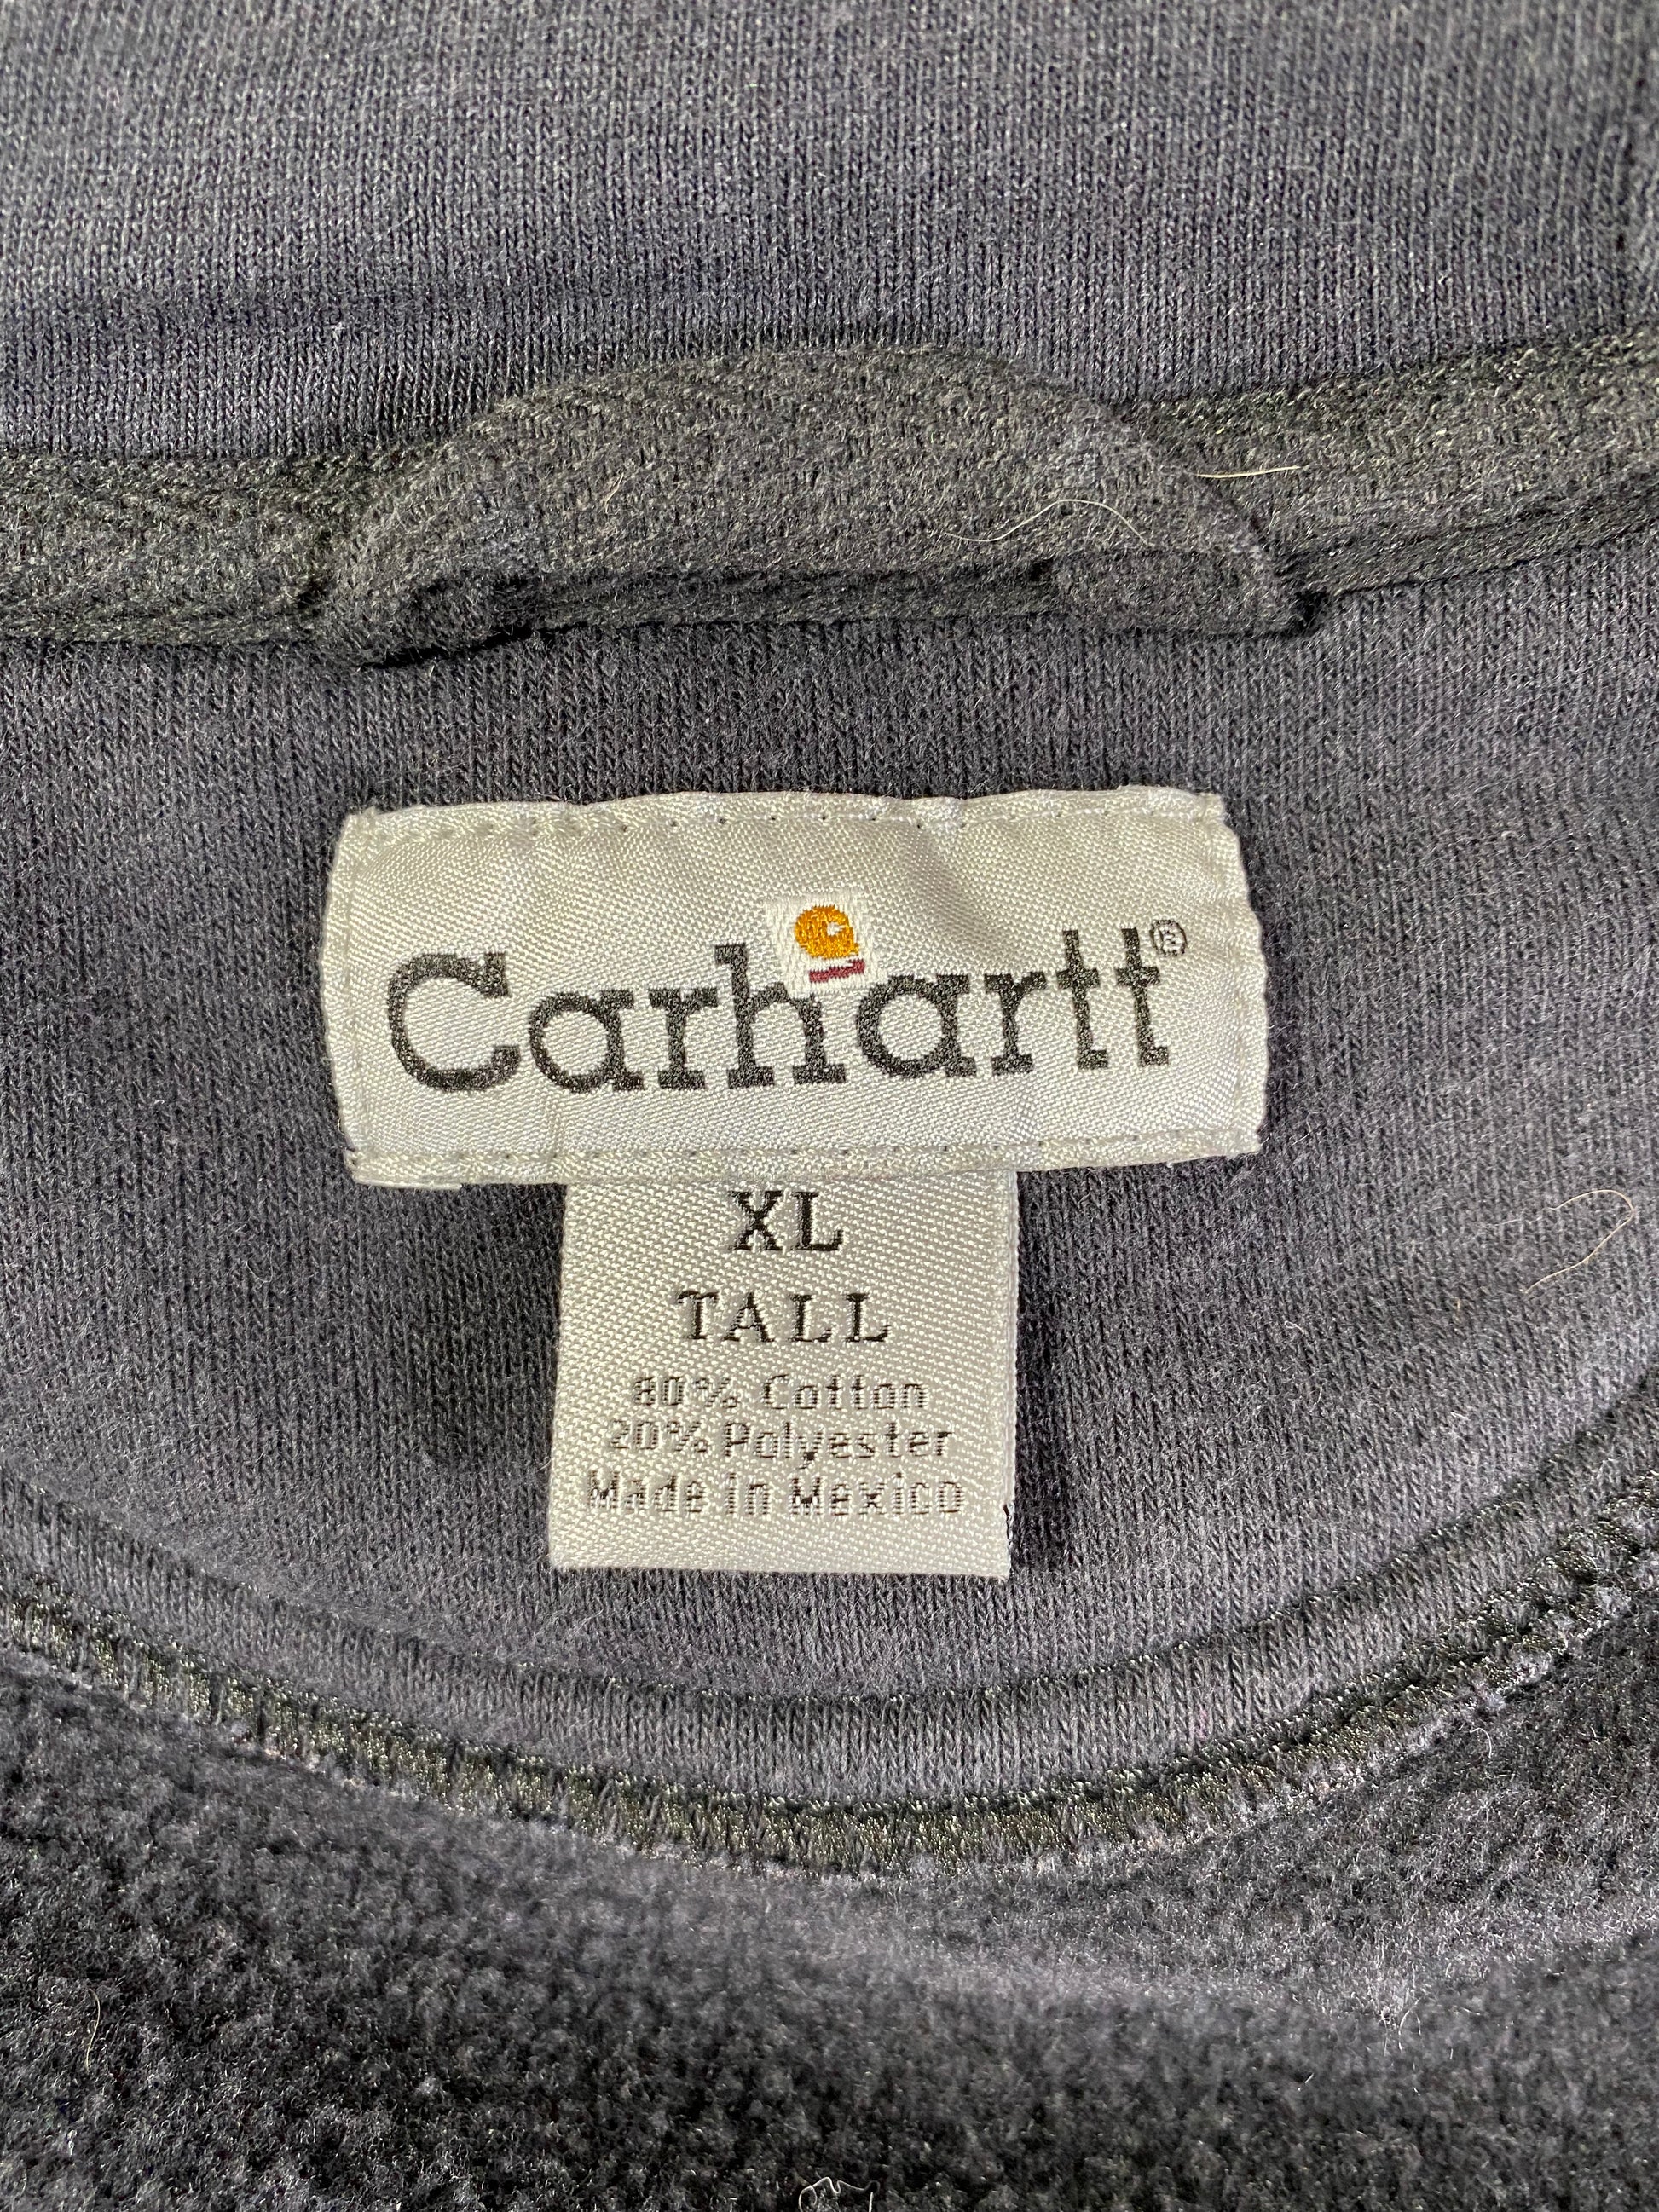 Carhartt®
XL
TALL
80% Cotton
20% Polyester
Made in Mexico